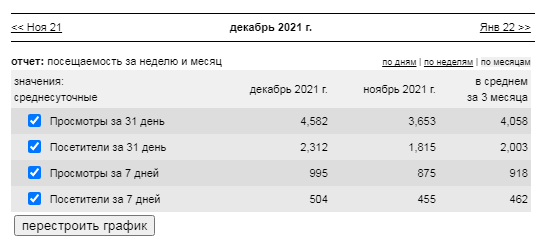 << Ноя 21 декабрь 2021 г. Янв 22 >>
отчет: посещаемость за неделю и месяц по дням | по неделям | по месяцам
значения:
среднесуточные декабрь 2021 г. ноябрь 2021 г. в среднем
за 3 месяца
Просмотры за 31 день 4,582 3,653 4,058
Посетители за 31 день 2,312 1,815 2,003
Просмотры за 7 дней 995 875 918
Посетители за 7 дней 504 455 462
перестроить график